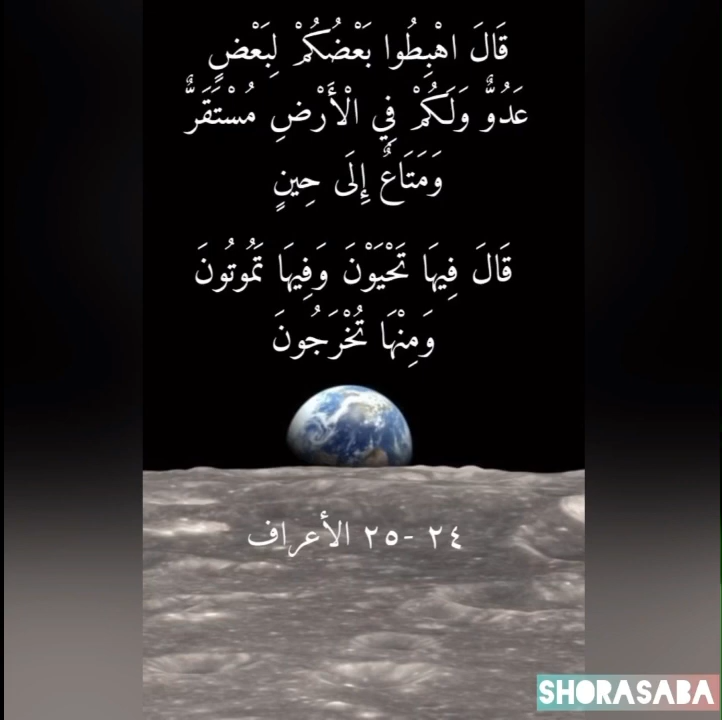 قَالَ اهْبِطُوا بَعْضُكُمْ لِبَعْضٍ
عَدُوٌّ وَلَكُمْ فِي الْأَرْضِ مُسْتَقَرٌّ
وَمَتَاعٌ إِلَى حِينٍ
قَالَ فِيهَا تَحْيَوْنَ وَفِيهَا تَمُوتُونَ
وَمِنْهَا تُخْرَجُونَ
٢٤ -٢٥ الأعراف
SHORASABA